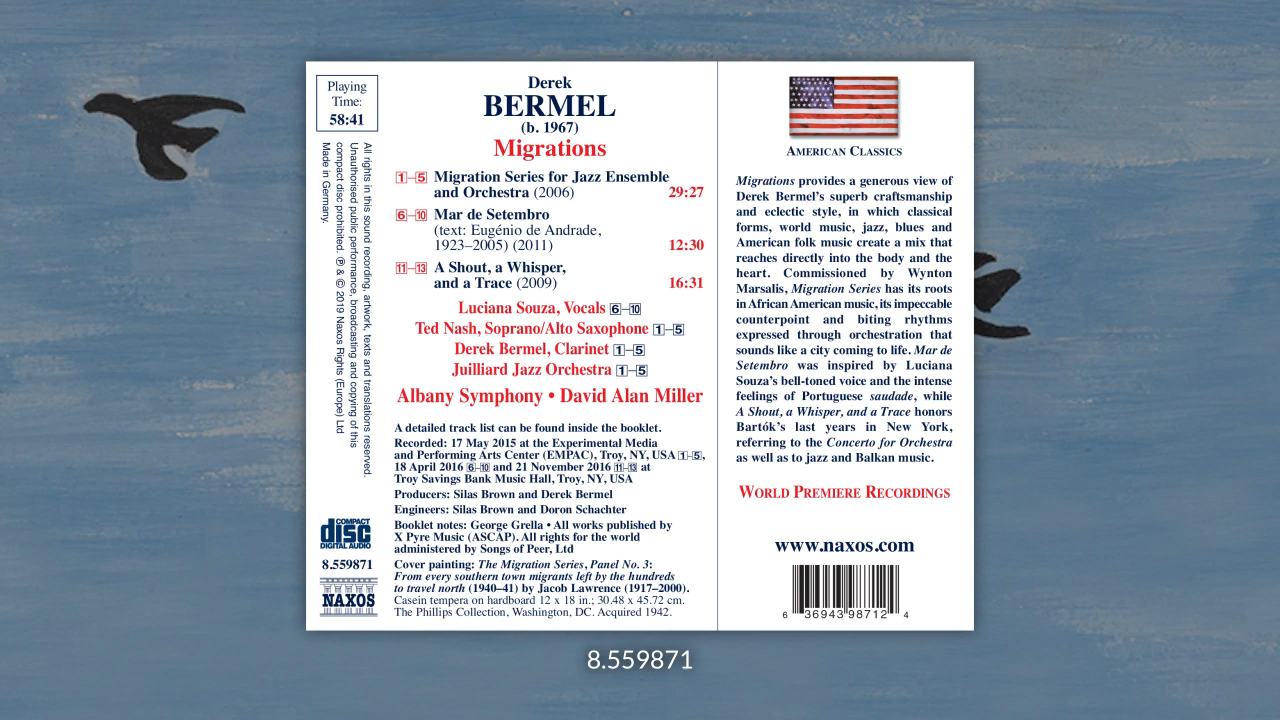 Playing
Time:
58:41
All rights in this sound recording, artwork, texts and translations reserved.
Unauthorised public performance, broadcasting and copying of this
compact disc prohibited. ℗ & © 2019 Naxos Rights (Europe) Ltd
Made in Germany.
COMPACT
disc
DIGITAL AUDIO
8.559871
NAXOS
Derek
BERMEL
(b. 1967)
Migrations
1–5 Migration Series for Jazz Ensemble
and Orchestra (2006) 29:27
6–10 Mar de Setembro
(text: Eugénio de Andrade,
1923–2005) (2011) 12:30
11–13 A Shout, a Whisper,
and a Trace (2009) 16:31
Luciana Souza, Vocals 6–10
Ted Nash, Soprano/Alto Saxophone 1–5
Derek Bermel, Clarinet 1–5
Juilliard Jazz Orchestra 1–5
Albany Symphony • David Alan Miller
A detailed track list can be found inside the booklet.
Recorded: 17 May 2015 at the Experimental Media
and Performing Arts Center (EMPAC), Troy, NY, USA 1–5,
18 April 2016 6–10 and 21 November 2016 11–13 at
Troy Savings Bank Music Hall, Troy, NY, USA
Producers: Silas Brown and Derek Bermel
Engineers: Silas Brown and Doron Schachter
Booklet notes: George Grella • All works published by
X Pyre Music (ASCAP). All rights for the world
administered by Songs of Peer, Ltd
Cover painting: The Migration Series, Panel No. 3:
From every southern town migrants left by the hundreds
to travel north (1940–41) by Jacob Lawrence (1917–2000).
Casein tempera on hardboard 12 x 18 in.; 30.48 x 45.72 cm.
The Phillips Collection, Washington, DC. Acquired 1942.
AMERICAN CLASSICS
Migrations provides a generous view of
Derek Bermel's superb craftsmanship
and eclectic style, in which classical
forms, world music, jazz, blues and
American folk music create a mix that
reaches directly into the body and the
heart. Commissioned by Wynton
Marsalis, Migration Series has its roots
in African American music, its impeccable
counterpoint and biting rhythms
expressed through orchestration that
sounds like a city coming to life. Mar de
Setembro was inspired by Luciana
Souza's bell-toned voice and the intense
feelings of Portuguese saudade, while
A Shout, a Whisper, and a Trace honors
Bartók's last years in New York,
referring to the Concerto for Orchestra
as well as to jazz and Balkan music.
WORLD PREMIERE RECORDINGS
www.naxos.com
6 36943 98712 4
8.559871